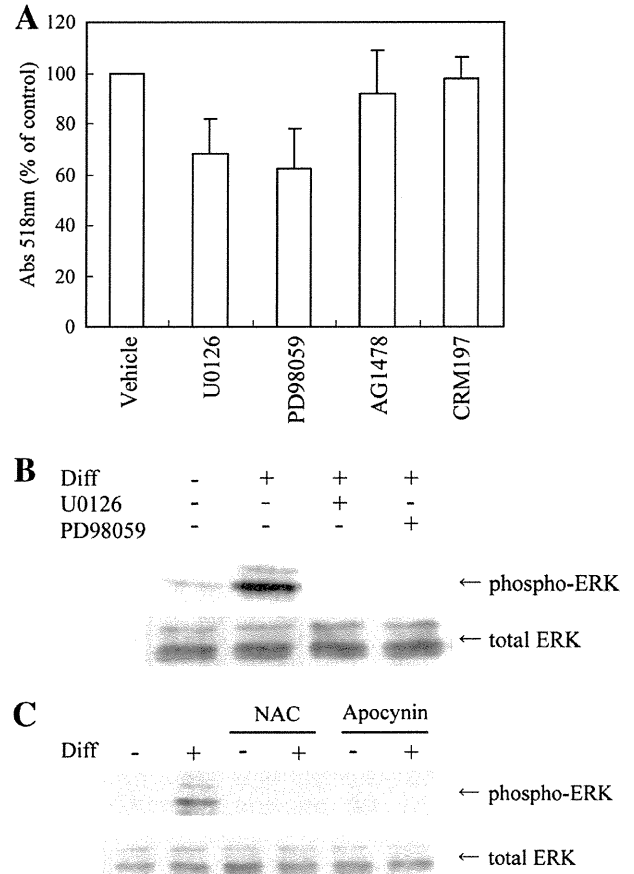 A
120
100
80
60
40
20
0
Abs 518nm (% of control)
Vehicle
U0126
PD98059
AG1478
CRM197
B
Diff - + + +
U0126 - - + -
PD98059 - - - +
← phospho-ERK
← total ERK
C
NAC Apocynin
Diff - + - + - +
← phospho-ERK
← total ERK